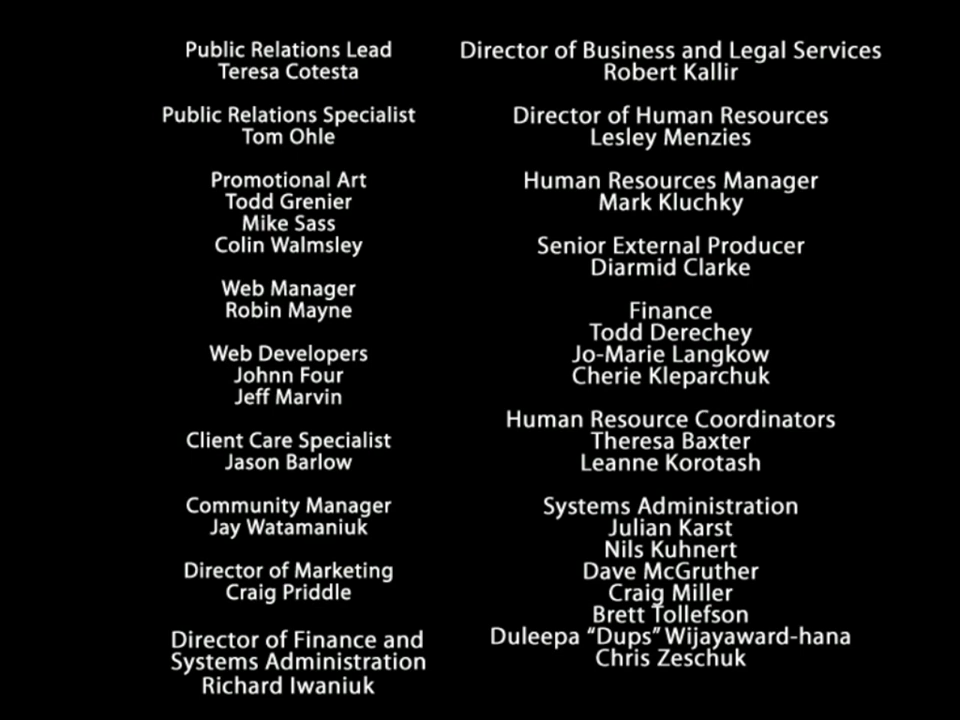 Public Relations Lead
Teresa Cotesta
Public Relations Specialist
Tom Ohle
Promotional Art
Todd Grenier
Mike Sass
Colin Walmsley
Web Manager
Robin Mayne
Web Developers
Johnn Four
Jeff Marvin
Client Care Specialist
Jason Barlow
Community Manager
Jay Watamaniuk
Director of Marketing
Craig Priddle
Director of Finance and
Systems Administration
Richard Iwaniuk
Director of Business and Legal Services
Robert Kallir
Director of Human Resources
Lesley Menzies
Human Resources Manager
Mark Kluchky
Senior External Producer
Diarmid Clarke
Finance
Todd Derechey
Jo-Marie Langkow
Cherie Kleparchuk
Human Resource Coordinators
Theresa Baxter
Leanne Korotash
Systems Administration
Julian Karst
Nils Kuhnert
Dave McGruther
Craig Miller
Brett Tollefson
Duleepa “Dups” Wijayaward-hana
Chris Zeschuk